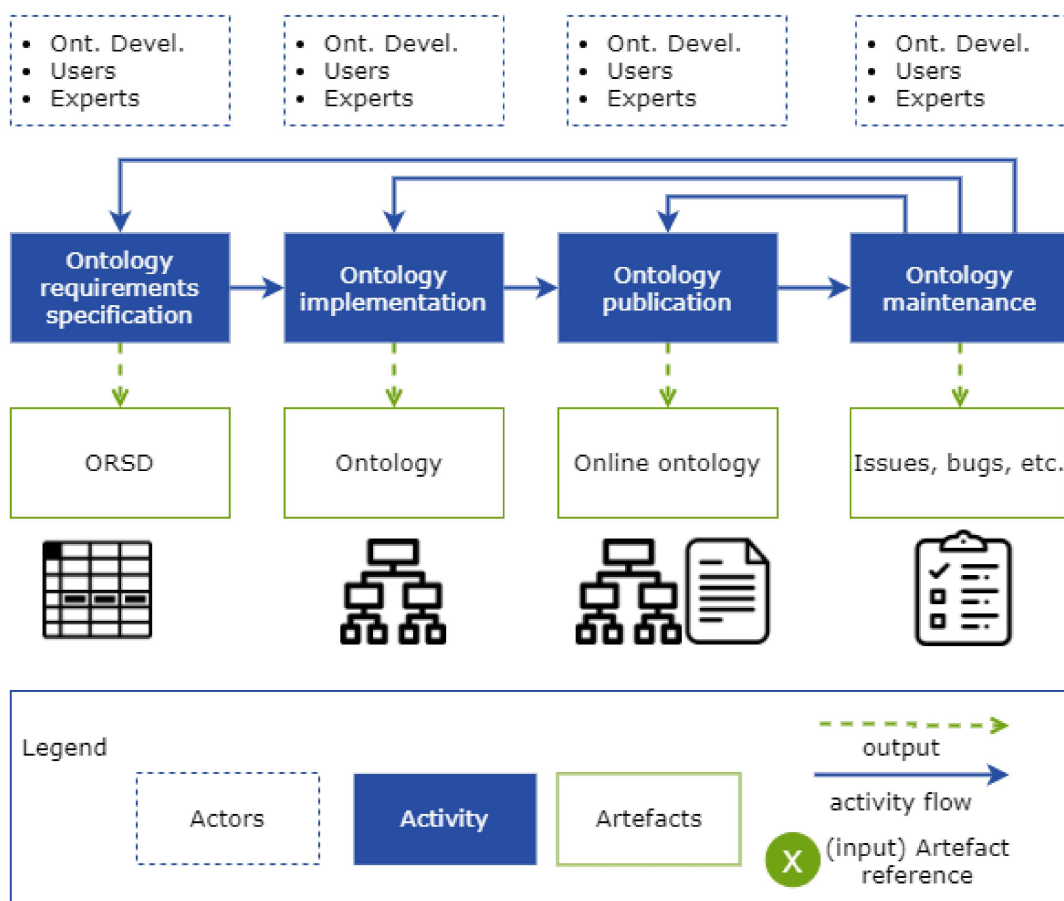 • Ont. Devel.
• Users
• Experts
• Ont. Devel.
• Users
• Experts
• Ont. Devel.
• Users
• Experts
• Ont. Devel.
• Users
• Experts
Ontology
requirements
specification
Ontology
implementation
Ontology
publication
Ontology
maintenance
ORSD
Ontology
Online ontology
Issues, bugs, etc.
Legend
Actors
Activity
Artefacts
output
activity flow
X
(input) Artefact
reference